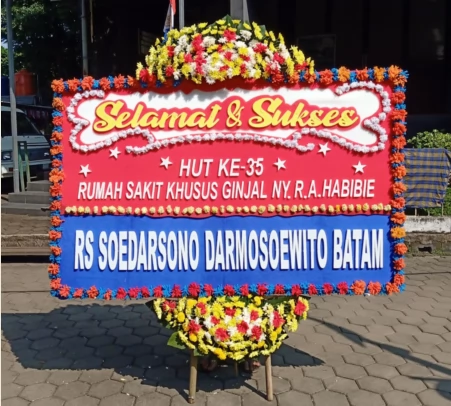 Selamat & Sukses
HUT KE-35
RUMAH SAKIT KHUSUS GINJAL NY, R.A.HABIBIE
RS SOEDARSONO DARMOSOEWITO BATAM